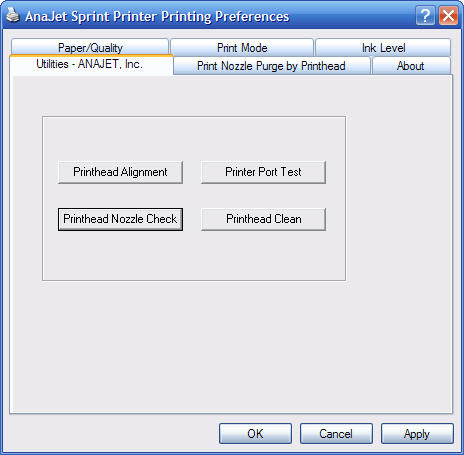 AnaJet Sprint Printer Printing Preferences
Paper/Quality Print Mode Ink Level
Utilities - ANAJET, Inc. Print Nozzle Purge by Printhead About
Printhead Alignment Printer Port Test
Printhead Nozzle Check Printhead Clean
OK Cancel Apply